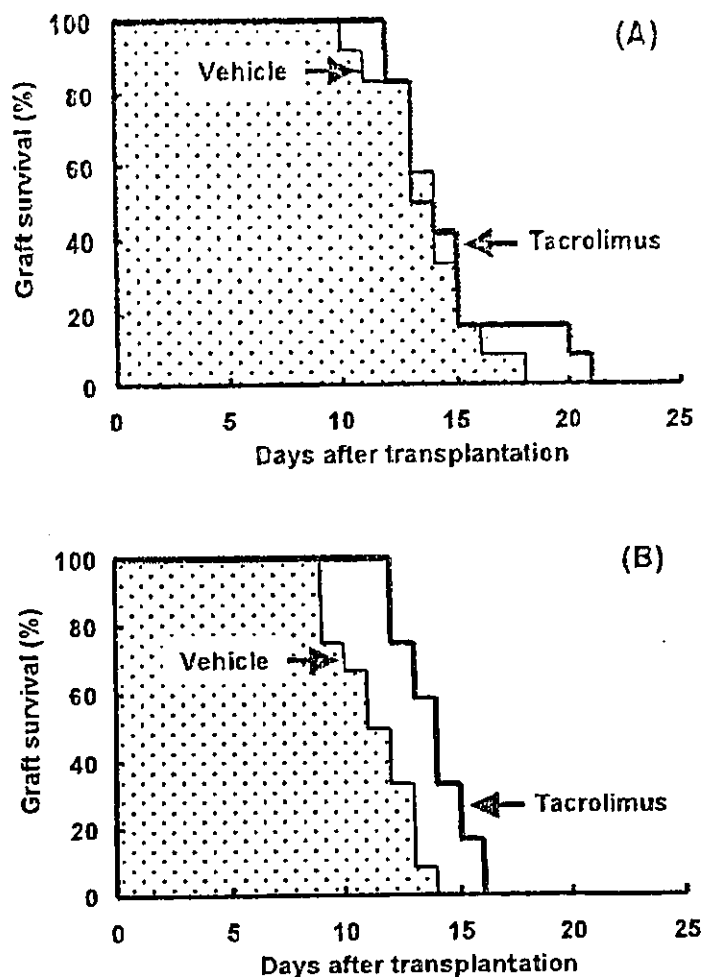 (A)
100
80
60
40
20
0
Graft survival (%)
Vehicle
Tacrolimus
0 5 10 15 20 25
Days after transplantation
(B)
100
80
60
40
20
0
Graft survival (%)
Vehicle
Tacrolimus
0 5 10 15 20 25
Days after transplantation